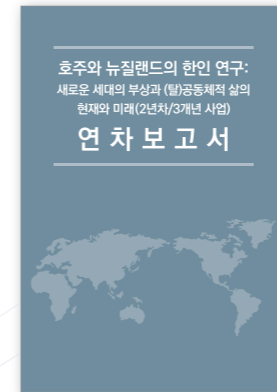 호주와 뉴질랜드의 한인 연구:
새로운 세대의 부상과 (탈)공동체적 삶의
현재와 미래(2년차/3개년 사업)
연 차 보 고 서